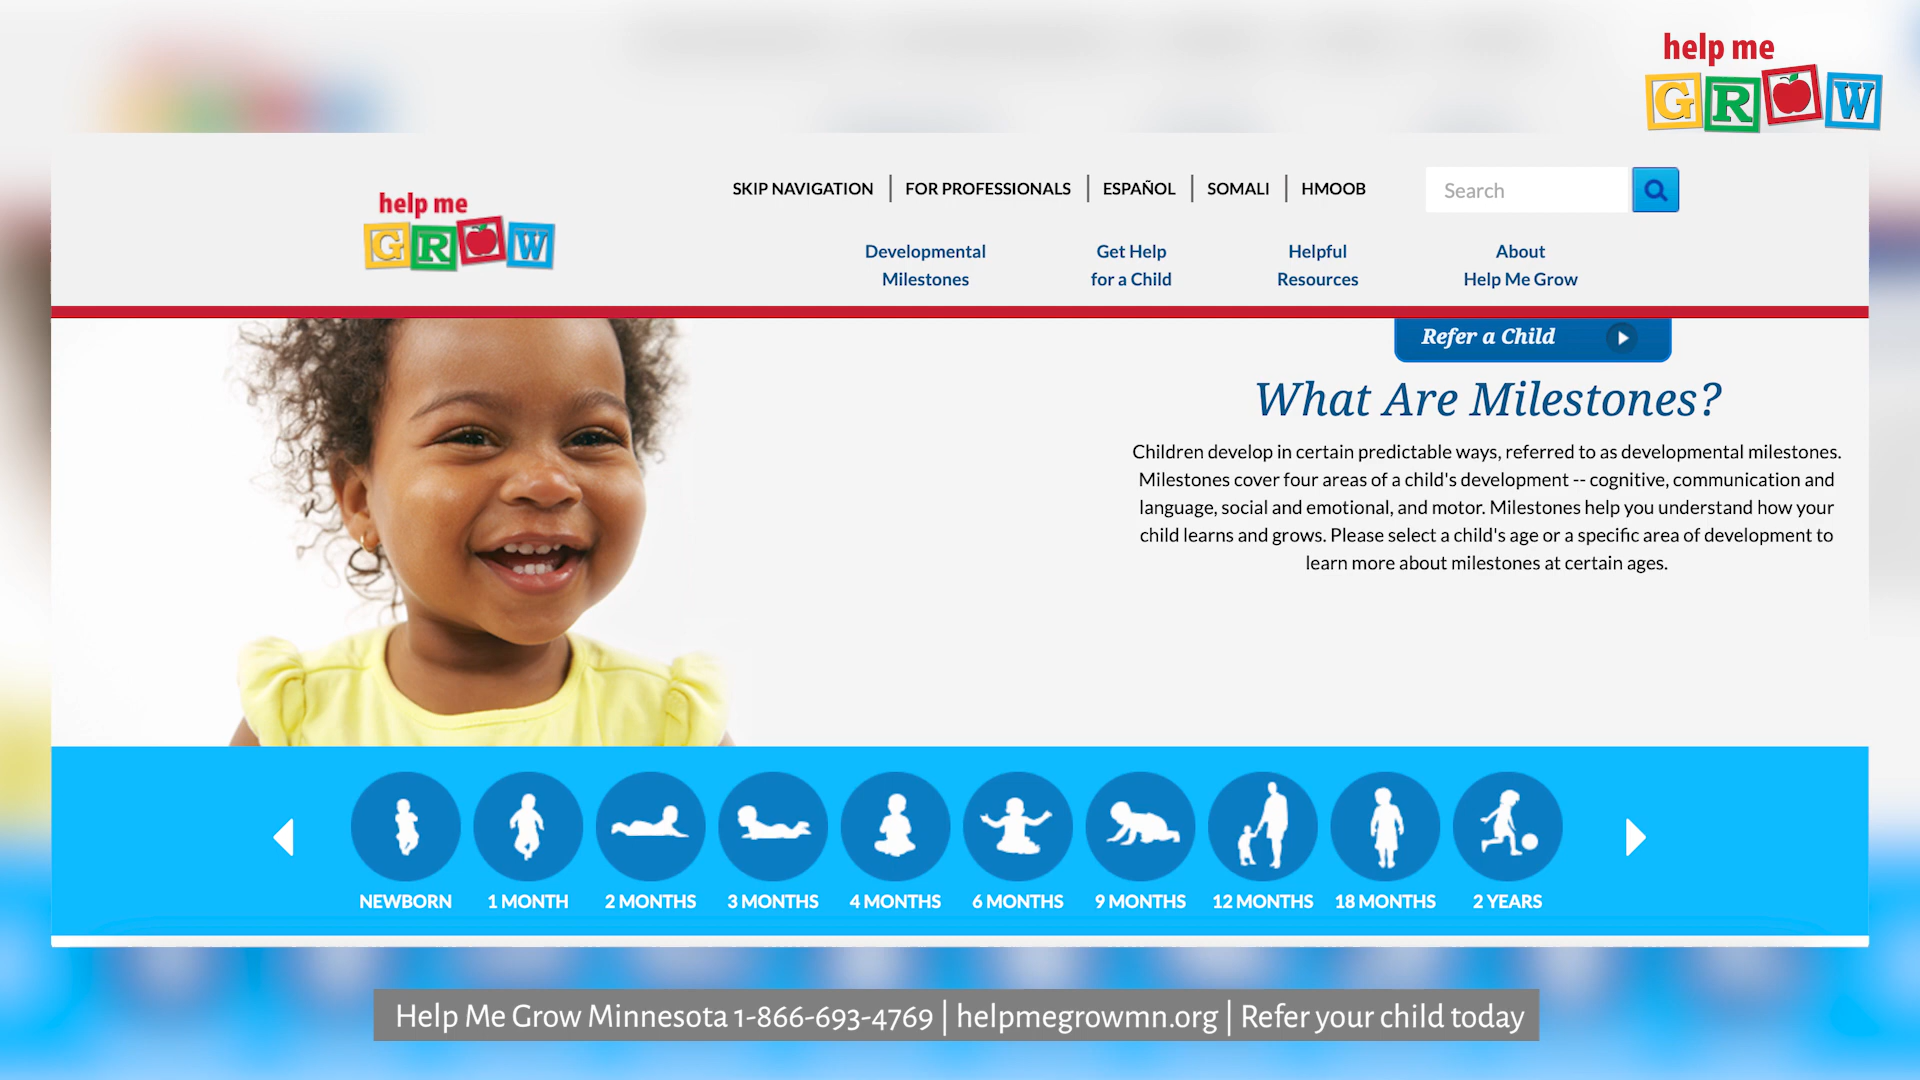 help me
GROW
SKIP NAVIGATION | FOR PROFESSIONALS | ESPAÑOL | SOMALI | HMOOB
Search
help me
GROW
Developmental
Milestones
Get Help
for a Child
Helpful
Resources
About
Help Me Grow
Refer a Child
What Are Milestones?
Children develop in certain predictable ways, referred to as developmental milestones.
Milestones cover four areas of a child's development -- cognitive, communication and
language, social and emotional, and motor. Milestones help you understand how your
child learns and grows. Please select a child's age or a specific area of development to
learn more about milestones at certain ages.
NEWBORN
1 MONTH
2 MONTHS
3 MONTHS
4 MONTHS
6 MONTHS
9 MONTHS
12 MONTHS
18 MONTHS
2 YEARS
Help Me Grow Minnesota 1-866-693-4769 | helpmegrowmn.org | Refer your child today